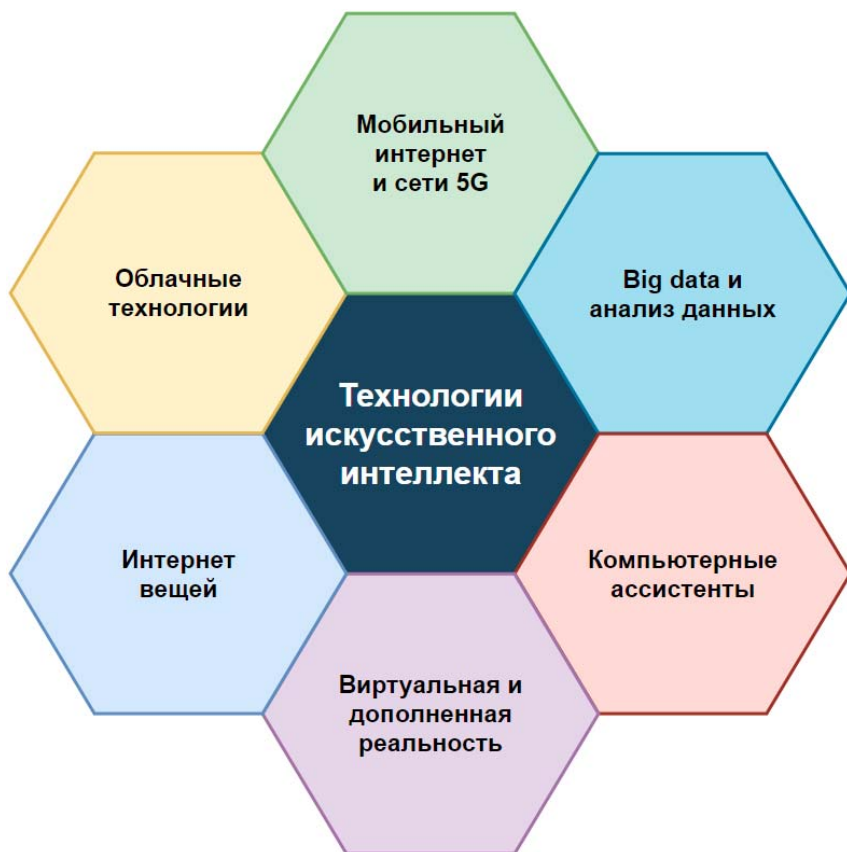 Мобильный
интернет
и сети 5G
Облачные
технологии
Big data и
анализ данных
Технологии
искусственного
интеллекта
Интернет
вещей
Компьютерные
ассистенты
Виртуальная и
дополненная
реальность